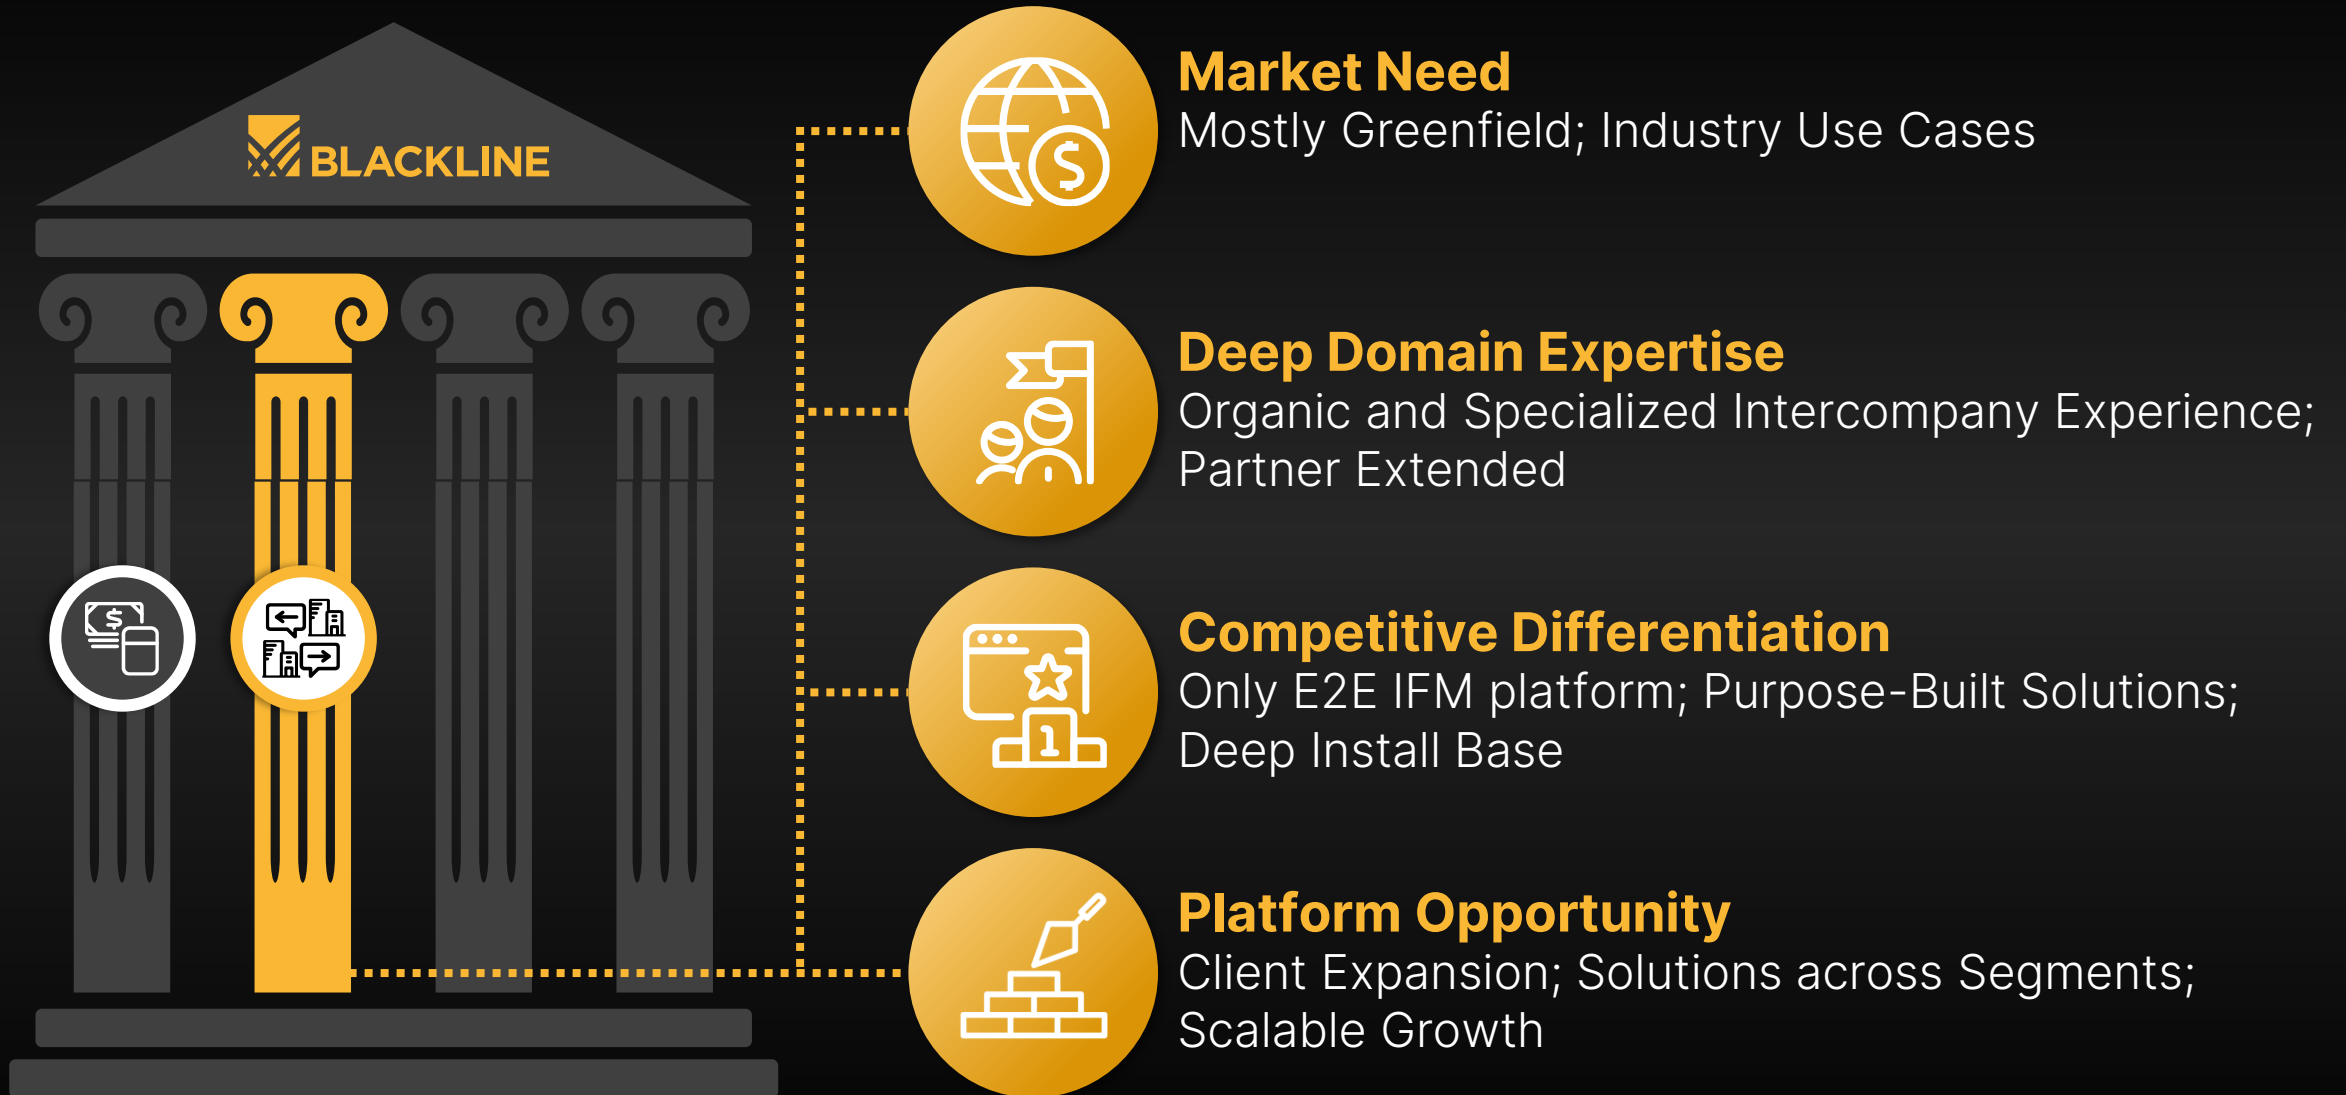 BLACKLINE
Market Need
Mostly Greenfield; Industry Use Cases
Deep Domain Expertise
Organic and Specialized Intercompany Experience;
Partner Extended
Competitive Differentiation
Only E2E IFM platform; Purpose-Built Solutions;
Deep Install Base
Platform Opportunity
Client Expansion; Solutions across Segments;
Scalable Growth
$
$
1